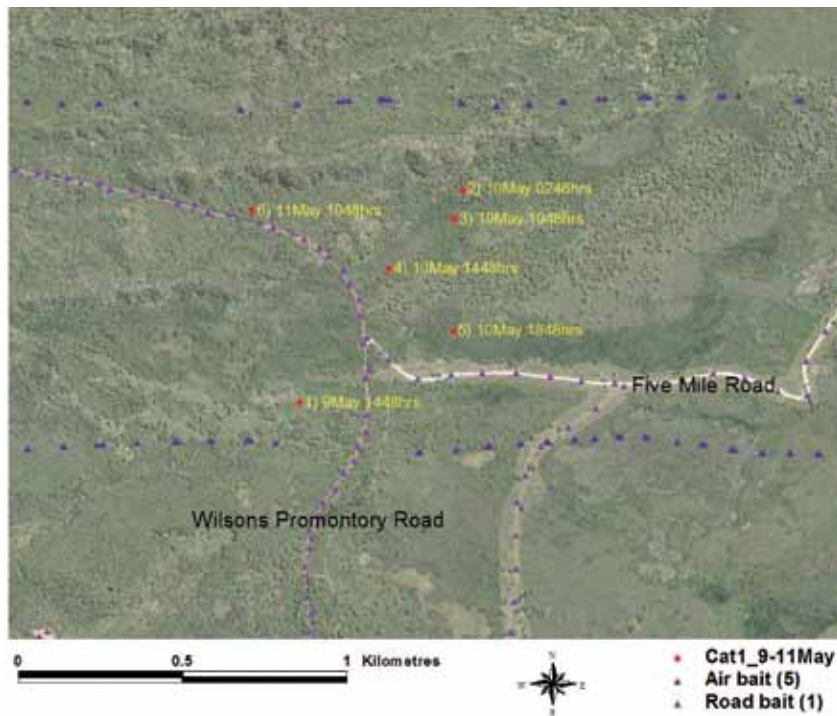 2) 10May 0248hrs
6) 11May 1048hrs
3) 10May 1048hrs
4) 10May 1448hrs
5) 10May 1848hrs
Five Mile Road
1) 9May 1448hrs
Wilsons Promontory Road
0 0.5 1 Kilometres
N
W E
S
Cat1_9-11May
Air bait (5)
Road bait (1)